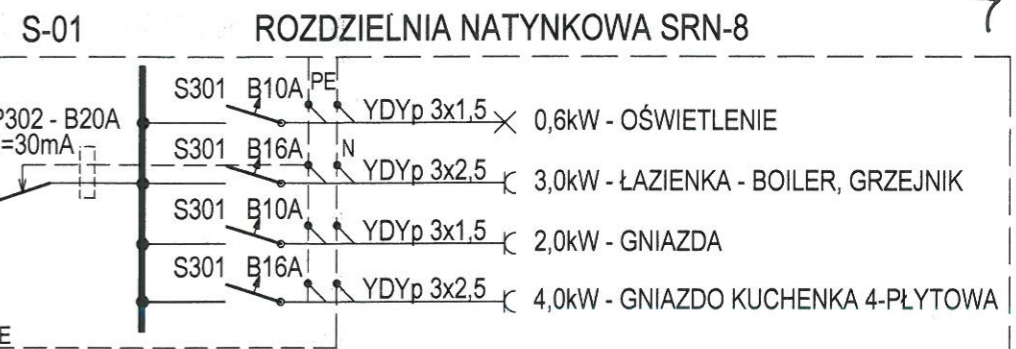 S-01 ROZDZIELNIA NATYNKOWA SRN-8 7
PE
S301 B10A YDYp 3x1,5 0,6kW - OŚWIETLENIE
P302 - B20A
=30mA
N
S301 B16A YDYp 3x2,5 3,0kW - ŁAZIENKA - BOILER, GRZEJNIK
S301 B10A YDYp 3x1,5 2,0kW - GNIAZDA
S301 B16A YDYp 3x2,5 4,0kW - GNIAZDO KUCHENKA 4-PŁYTOWA
E